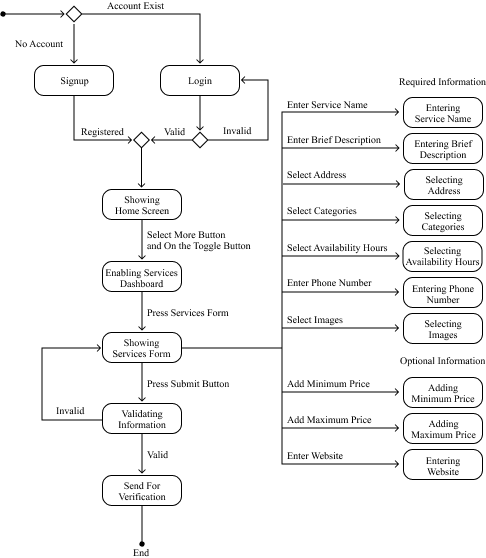 Account Exist
No Account
Signup
Login
Registered
Valid
Invalid
Showing
Home Screen
Select More Button
and On the Toggle Button
Enabling Services
Dashboard
Press Services Form
Showing
Services Form
Press Submit Button
Invalid
Validating
Information
Valid
Send For
Verification
End
Required Information
Enter Service Name
Entering
Service Name
Enter Brief Description
Entering Brief
Description
Select Address
Selecting
Address
Select Categories
Selecting
Categories
Select Availability Hours
Selecting
Availability Hours
Enter Phone Number
Entering Phone
Number
Select Images
Selecting
Images
Optional Information
Add Minimum Price
Adding
Minimum Price
Add Maximum Price
Adding
Maximum Price
Enter Website
Entering
Website